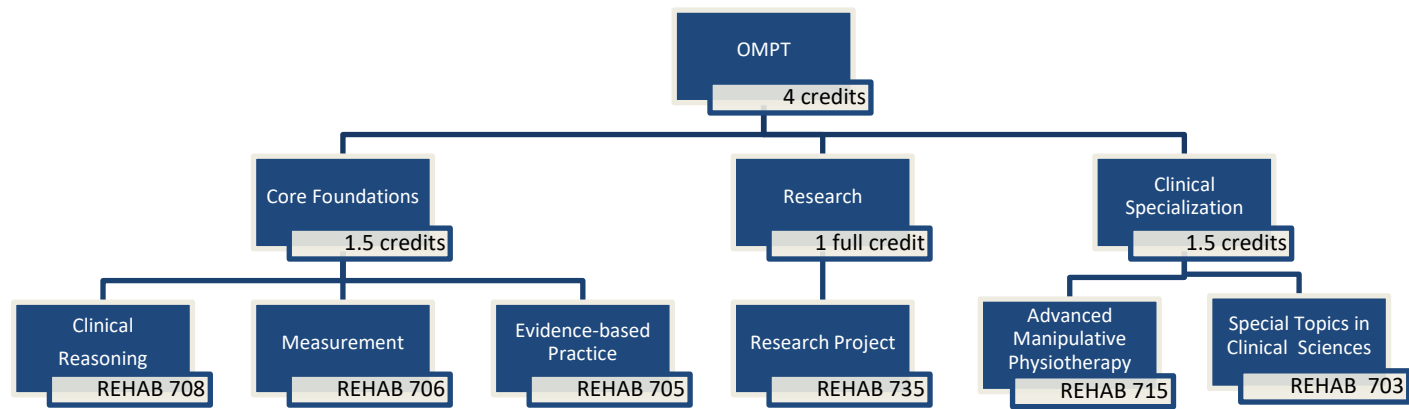 OMPT
4 credits
Core Foundations
1.5 credits
Research
1 full credit
Clinical
Specialization
1.5 credits
Clinical
Reasoning
REHAB 708
Measurement
REHAB 706
Evidence-based
Practice
REHAB 705
Research Project
REHAB 735
Advanced
Manipulative
Physiotherapy
REHAB 715
Special Topics in
Clinical Sciences
REHAB 703